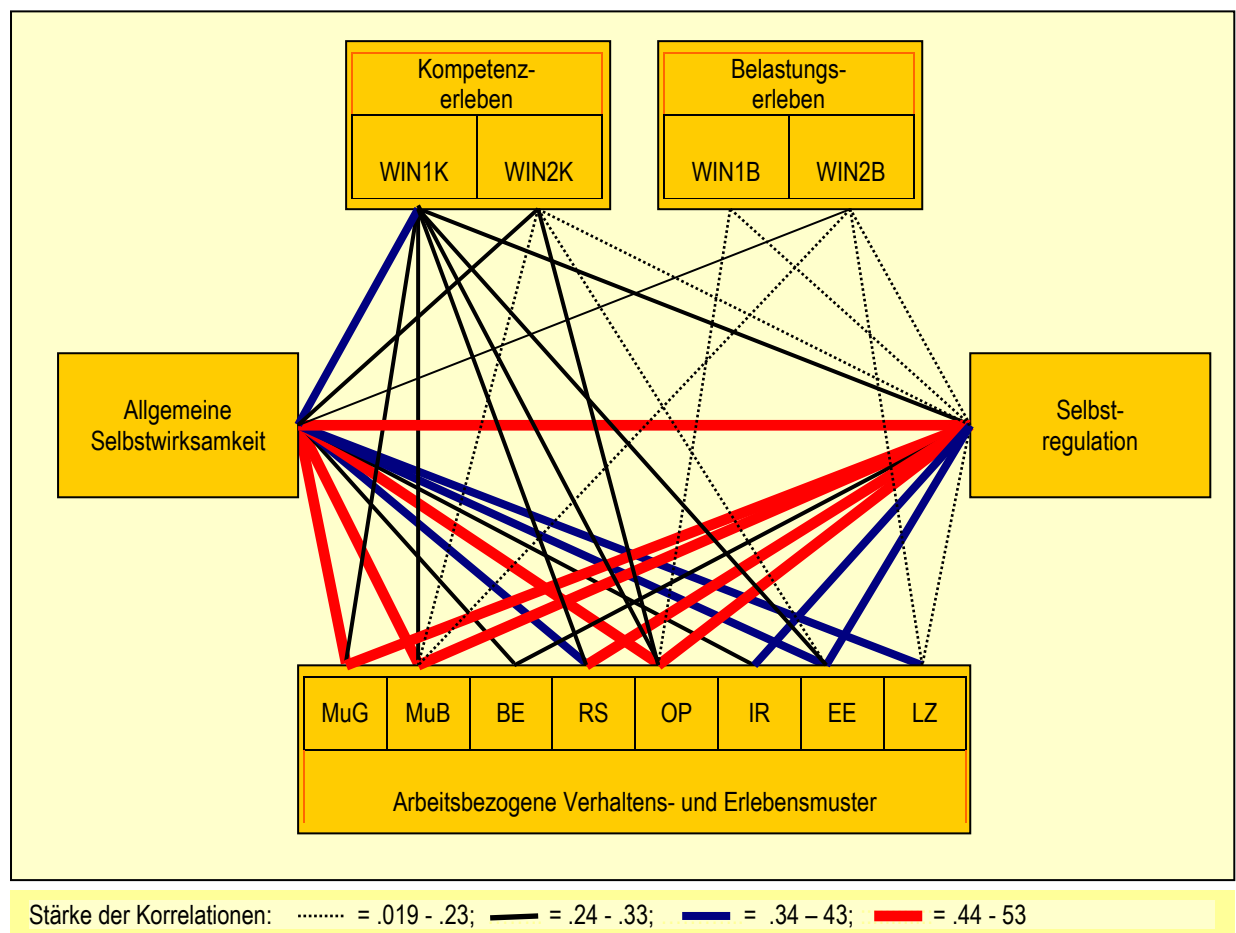 Kompetenz-
erleben
Belastungs-
erleben
WIN1K
WIN2K
WIN1B
WIN2B
Allgemeine
Selbstwirksamkeit
Selbst-
regulation
MuG MuB BE RS OP IR EE LZ
Arbeitsbezogene Verhaltens- und Erlebensmuster
Stärke der Korrelationen: = .019 - .23; = .24 - .33; = .34 – 43; = .44 - 53